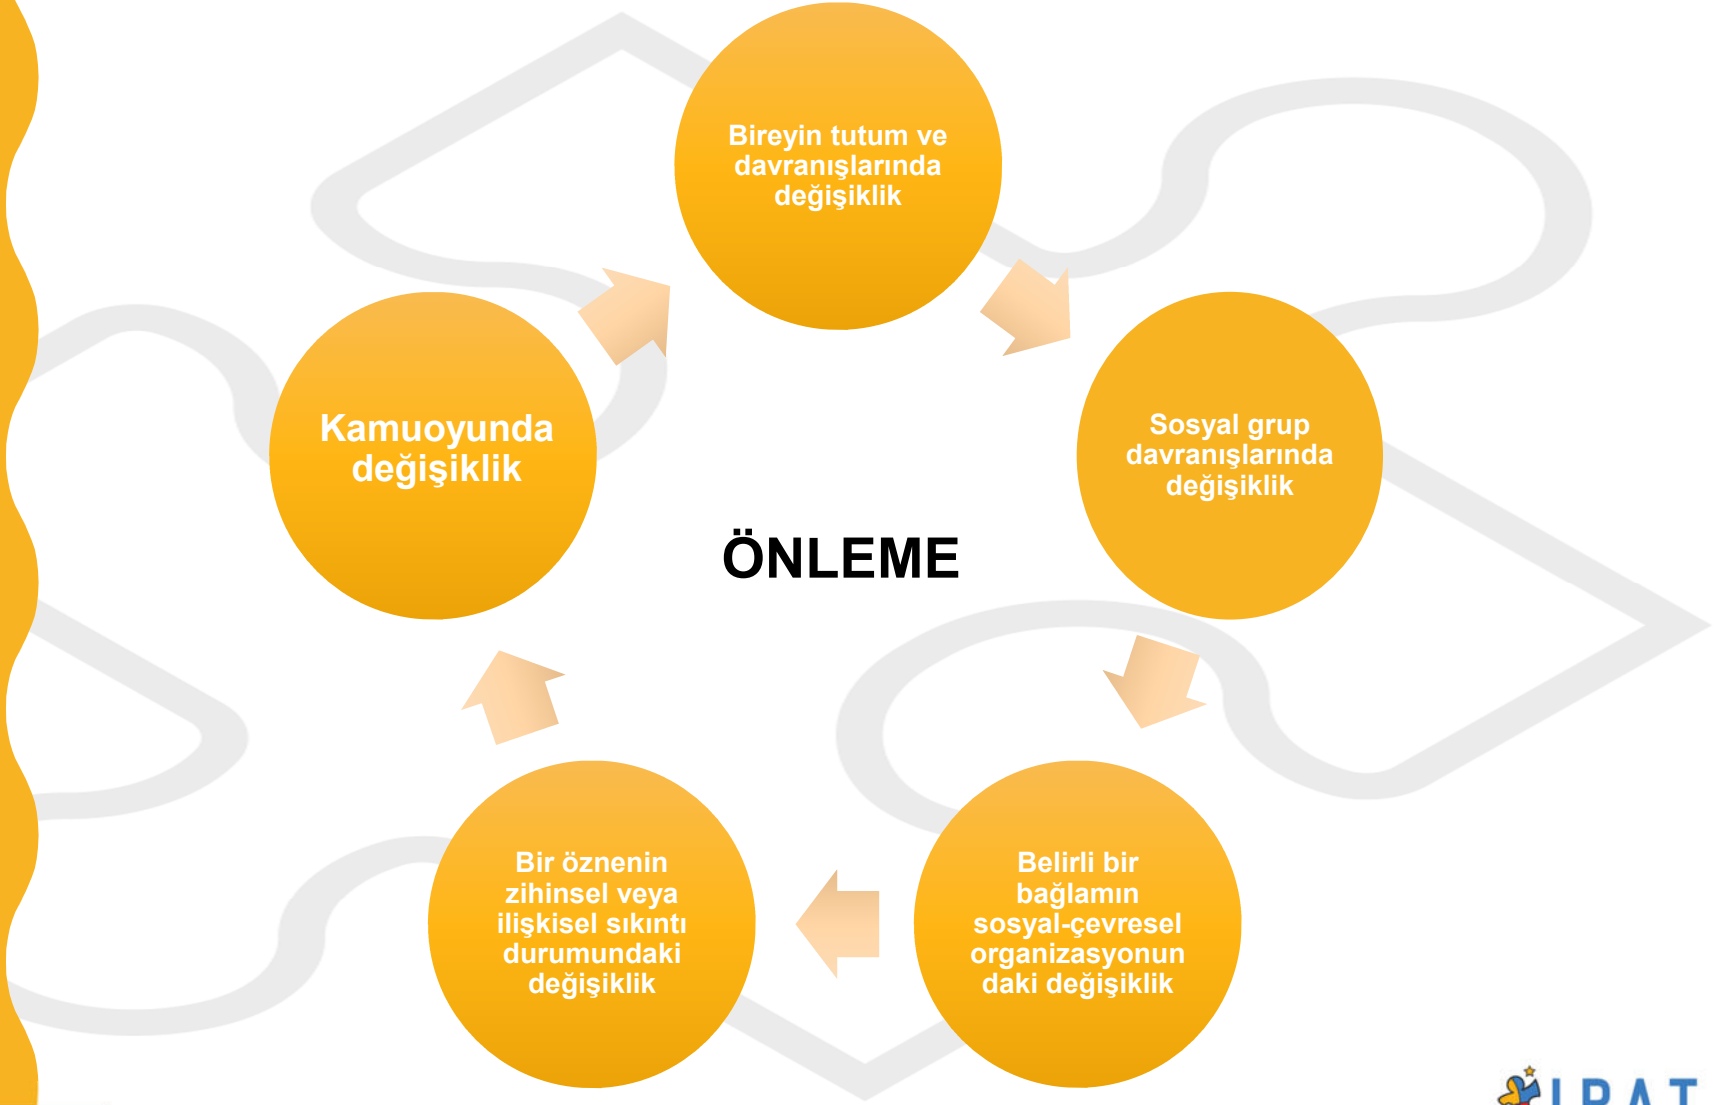 Bireyin tutum ve
davranışlarında
değişiklik
Sosyal grup
davranışlarında
değişiklik
Kamuoyunda
değişiklik
ÖNLEME
Belirli bir
bağlamın
sosyal-çevresel
organizasyonun
daki değişiklik
Bir öznenin
zihinsel veya
ilişkisel sıkıntı
durumundaki
değişiklik